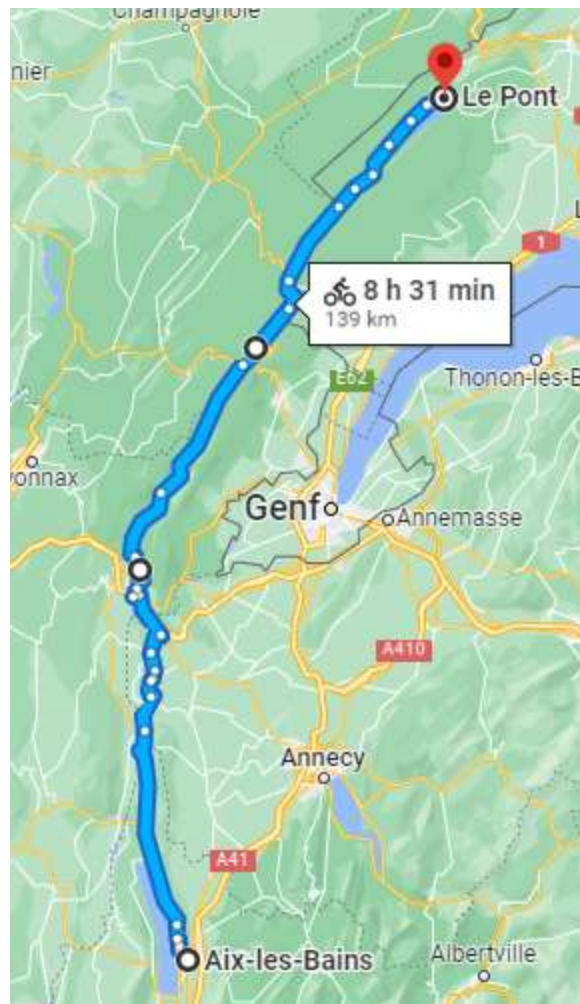 Champagnole
nier
Le Pont
L
1
8 h 31 min
139 km
E62
Thonon-les-B
onnax
Genf
Annemasse
A410
Annecy
A41
Aix-les-Bains
Albertville